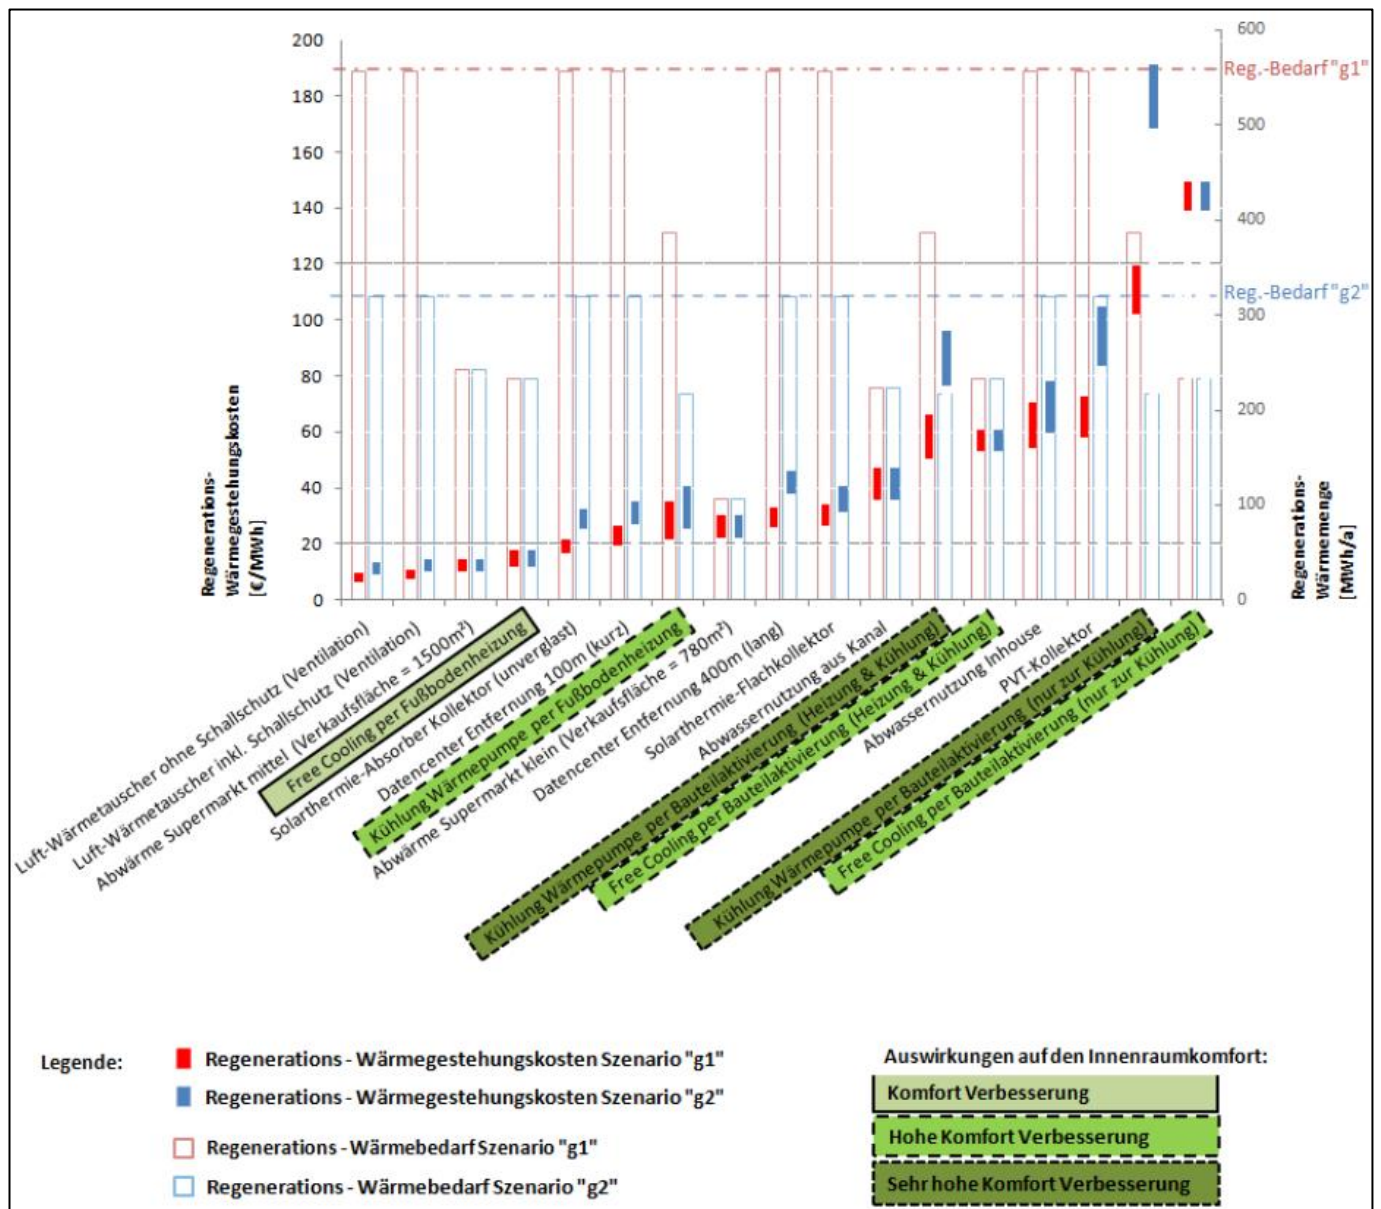 200
180
160
140
120
100
80
60
40
20
0
Regenerations-
Wärmegestehungskosten
[€/MWh]
600
500
400
300
200
100
0
Reg.-Bedarf "g1"
Reg.-Bedarf "g2"
Regenerations-
Wärmemenge
[MWh/a]
Luft-Wärmetauscher ohne Schallschutz (Ventilation)
Luft-Wärmetauscher inkl. Schallschutz (Ventilation)
Abwärme Supermarkt mittel (Verkaufsfläche = 1500m²)
Free Cooling per Fußbodenheizung
Solarthermie-Absorber Kollektor (unverglast)
Datencenter Entfernung 100m (kurz)
Kühlung Wärmepumpe per Fußbodenheizung
Abwärme Supermarkt klein (Verkaufsfläche = 780m²)
Datencenter Entfernung 400m (lang)
Solarthermie-Flachkollektor
Abwassernutzung aus Kanal
Kühlung Wärmepumpe per Bauteilaktivierung (Heizung & Kühlung)
Free Cooling per Bauteilaktivierung (Heizung & Kühlung)
Abwassernutzung Inhouse
PVT-Kollektor
Kühlung Wärmepumpe per Bauteilaktivierung (nur zur Kühlung)
Free Cooling per Bauteilaktivierung (nur zur Kühlung)
Legende:
Regenerations - Wärmegestehungskosten Szenario "g1"
Regenerations - Wärmegestehungskosten Szenario "g2"
Regenerations - Wärmebedarf Szenario "g1"
Regenerations - Wärmebedarf Szenario "g2"
Auswirkungen auf den Innenraumkomfort:
Komfort Verbesserung
Hohe Komfort Verbesserung
Sehr hohe Komfort Verbesserung